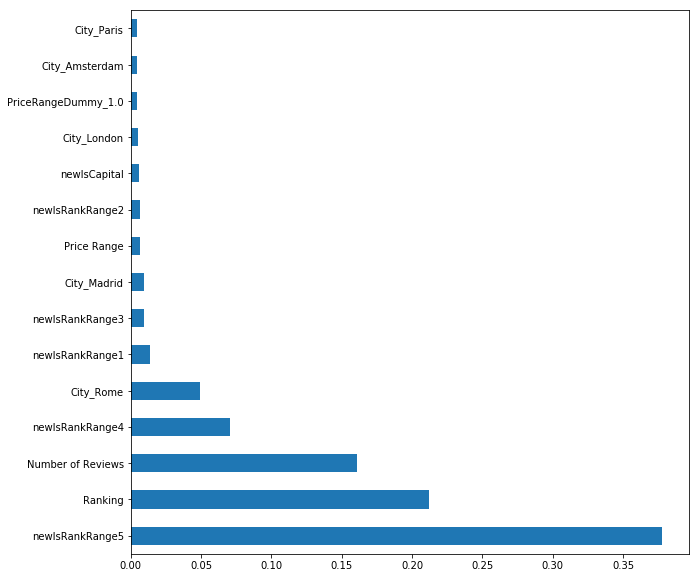 City_Paris
City_Amsterdam
PriceRangeDummy_1.0
City_London
newIsCapital
newIsRankRange2
Price Range
City_Madrid
newIsRankRange3
newIsRankRange1
City_Rome
newIsRankRange4
Number of Reviews
Ranking
newIsRankRange5
0.00 0.05 0.10 0.15 0.20 0.25 0.30 0.35